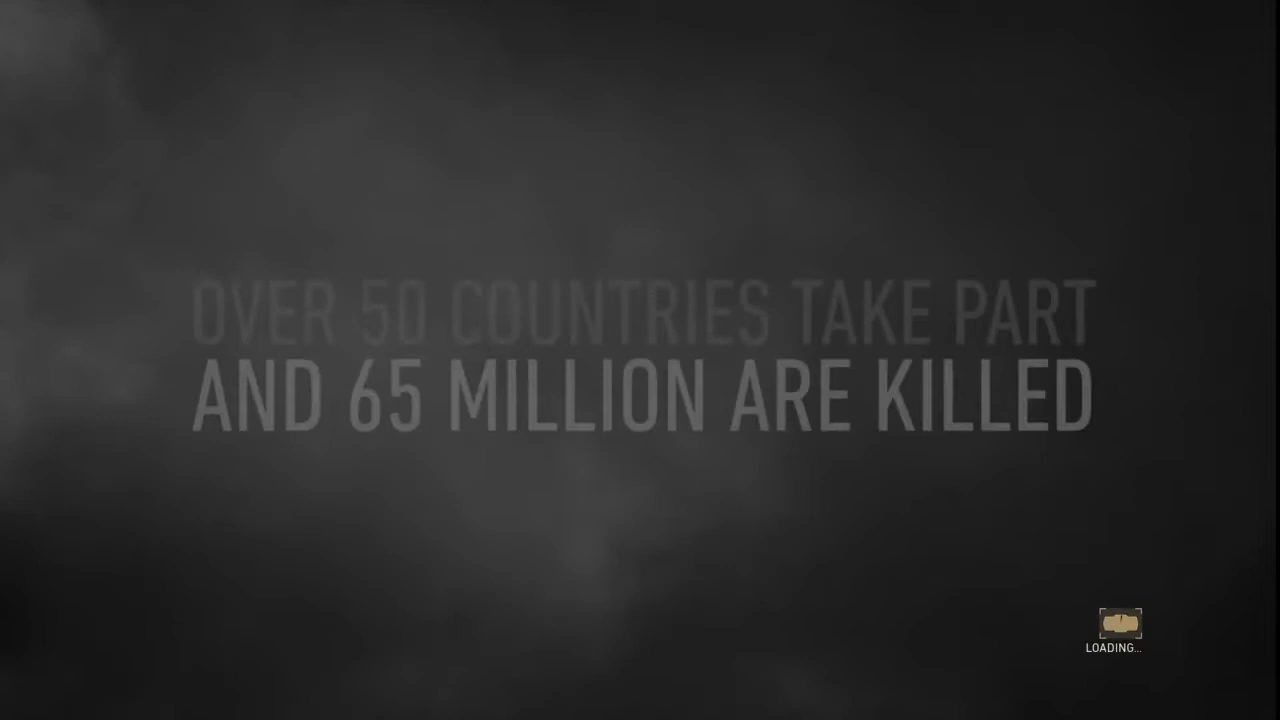 OVER 50 COUNTRIES TAKE PART
AND 65 MILLION ARE KILLED
LOADING...